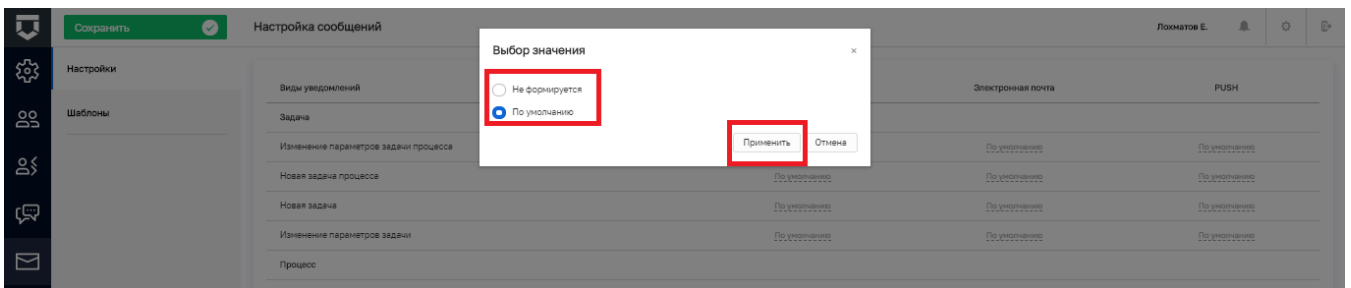 Сохранить
Настройка сообщений
Лохматов Е.
Выбор значения
×
Настройки
Виды уведомлений
Не формируется
Электронная почта
PUSH
Шаблоны
Задача
По умолчанию
Применить
Отмена
Изменение параметров задачи процесса
По умолчанию
По умолчанию
Новая задача процесса
По умолчанию
По умолчанию
По умолчанию
Новая задача
По умолчанию
По умолчанию
По умолчанию
Изменение параметров задачи
По умолчанию
По умолчанию
По умолчанию
Процесс